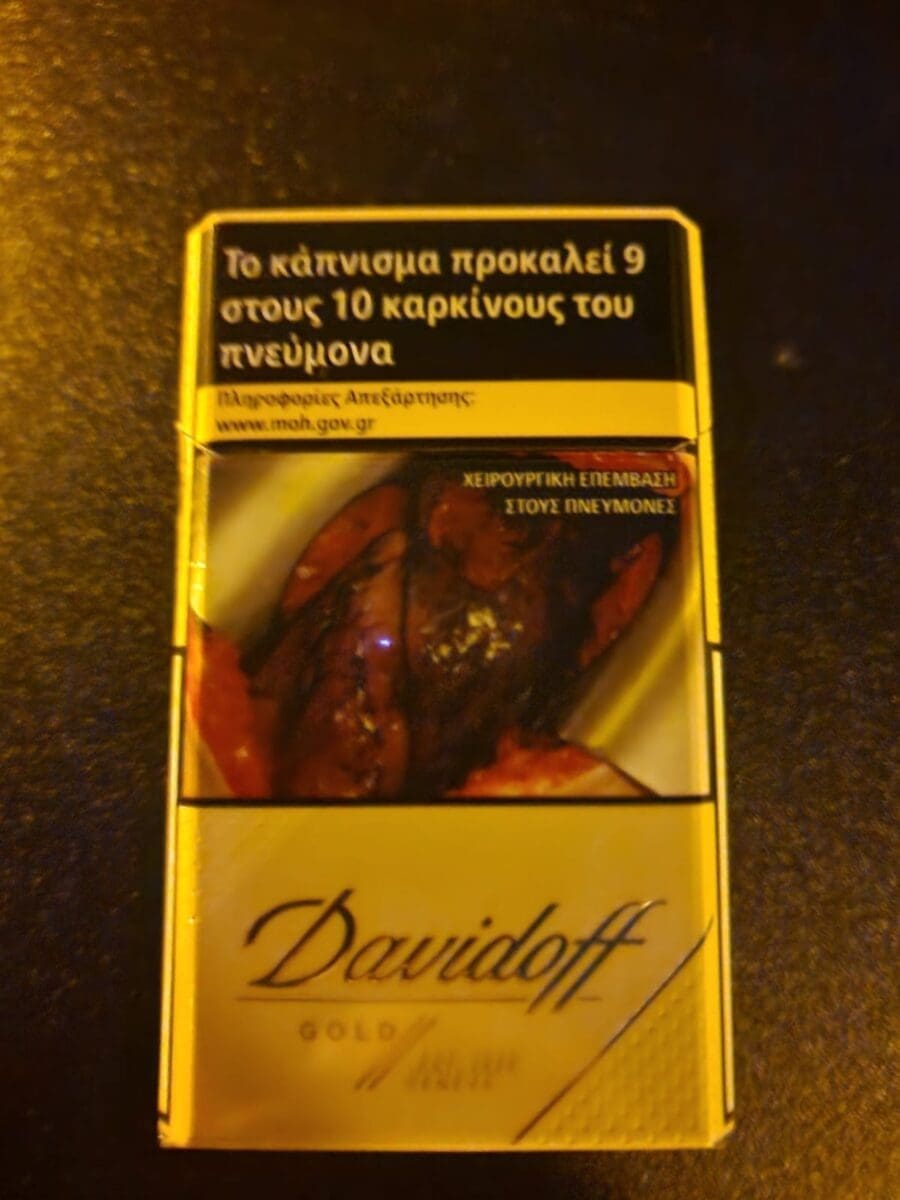 Το κάπνισμα προκαλεί 9
στους 10 καρκίνους του
πνεύμονα
Πληροφορίες Απεξάρτησης:
www.moh.gov.gr
ΧΕΙΡΟΥΡΓΙΚΗ ΕΠΕΜΒΑΣΗ
ΣΤΟΥΣ ΠΝΕΥΜΟΝΕΣ
Davidoff
GOLD